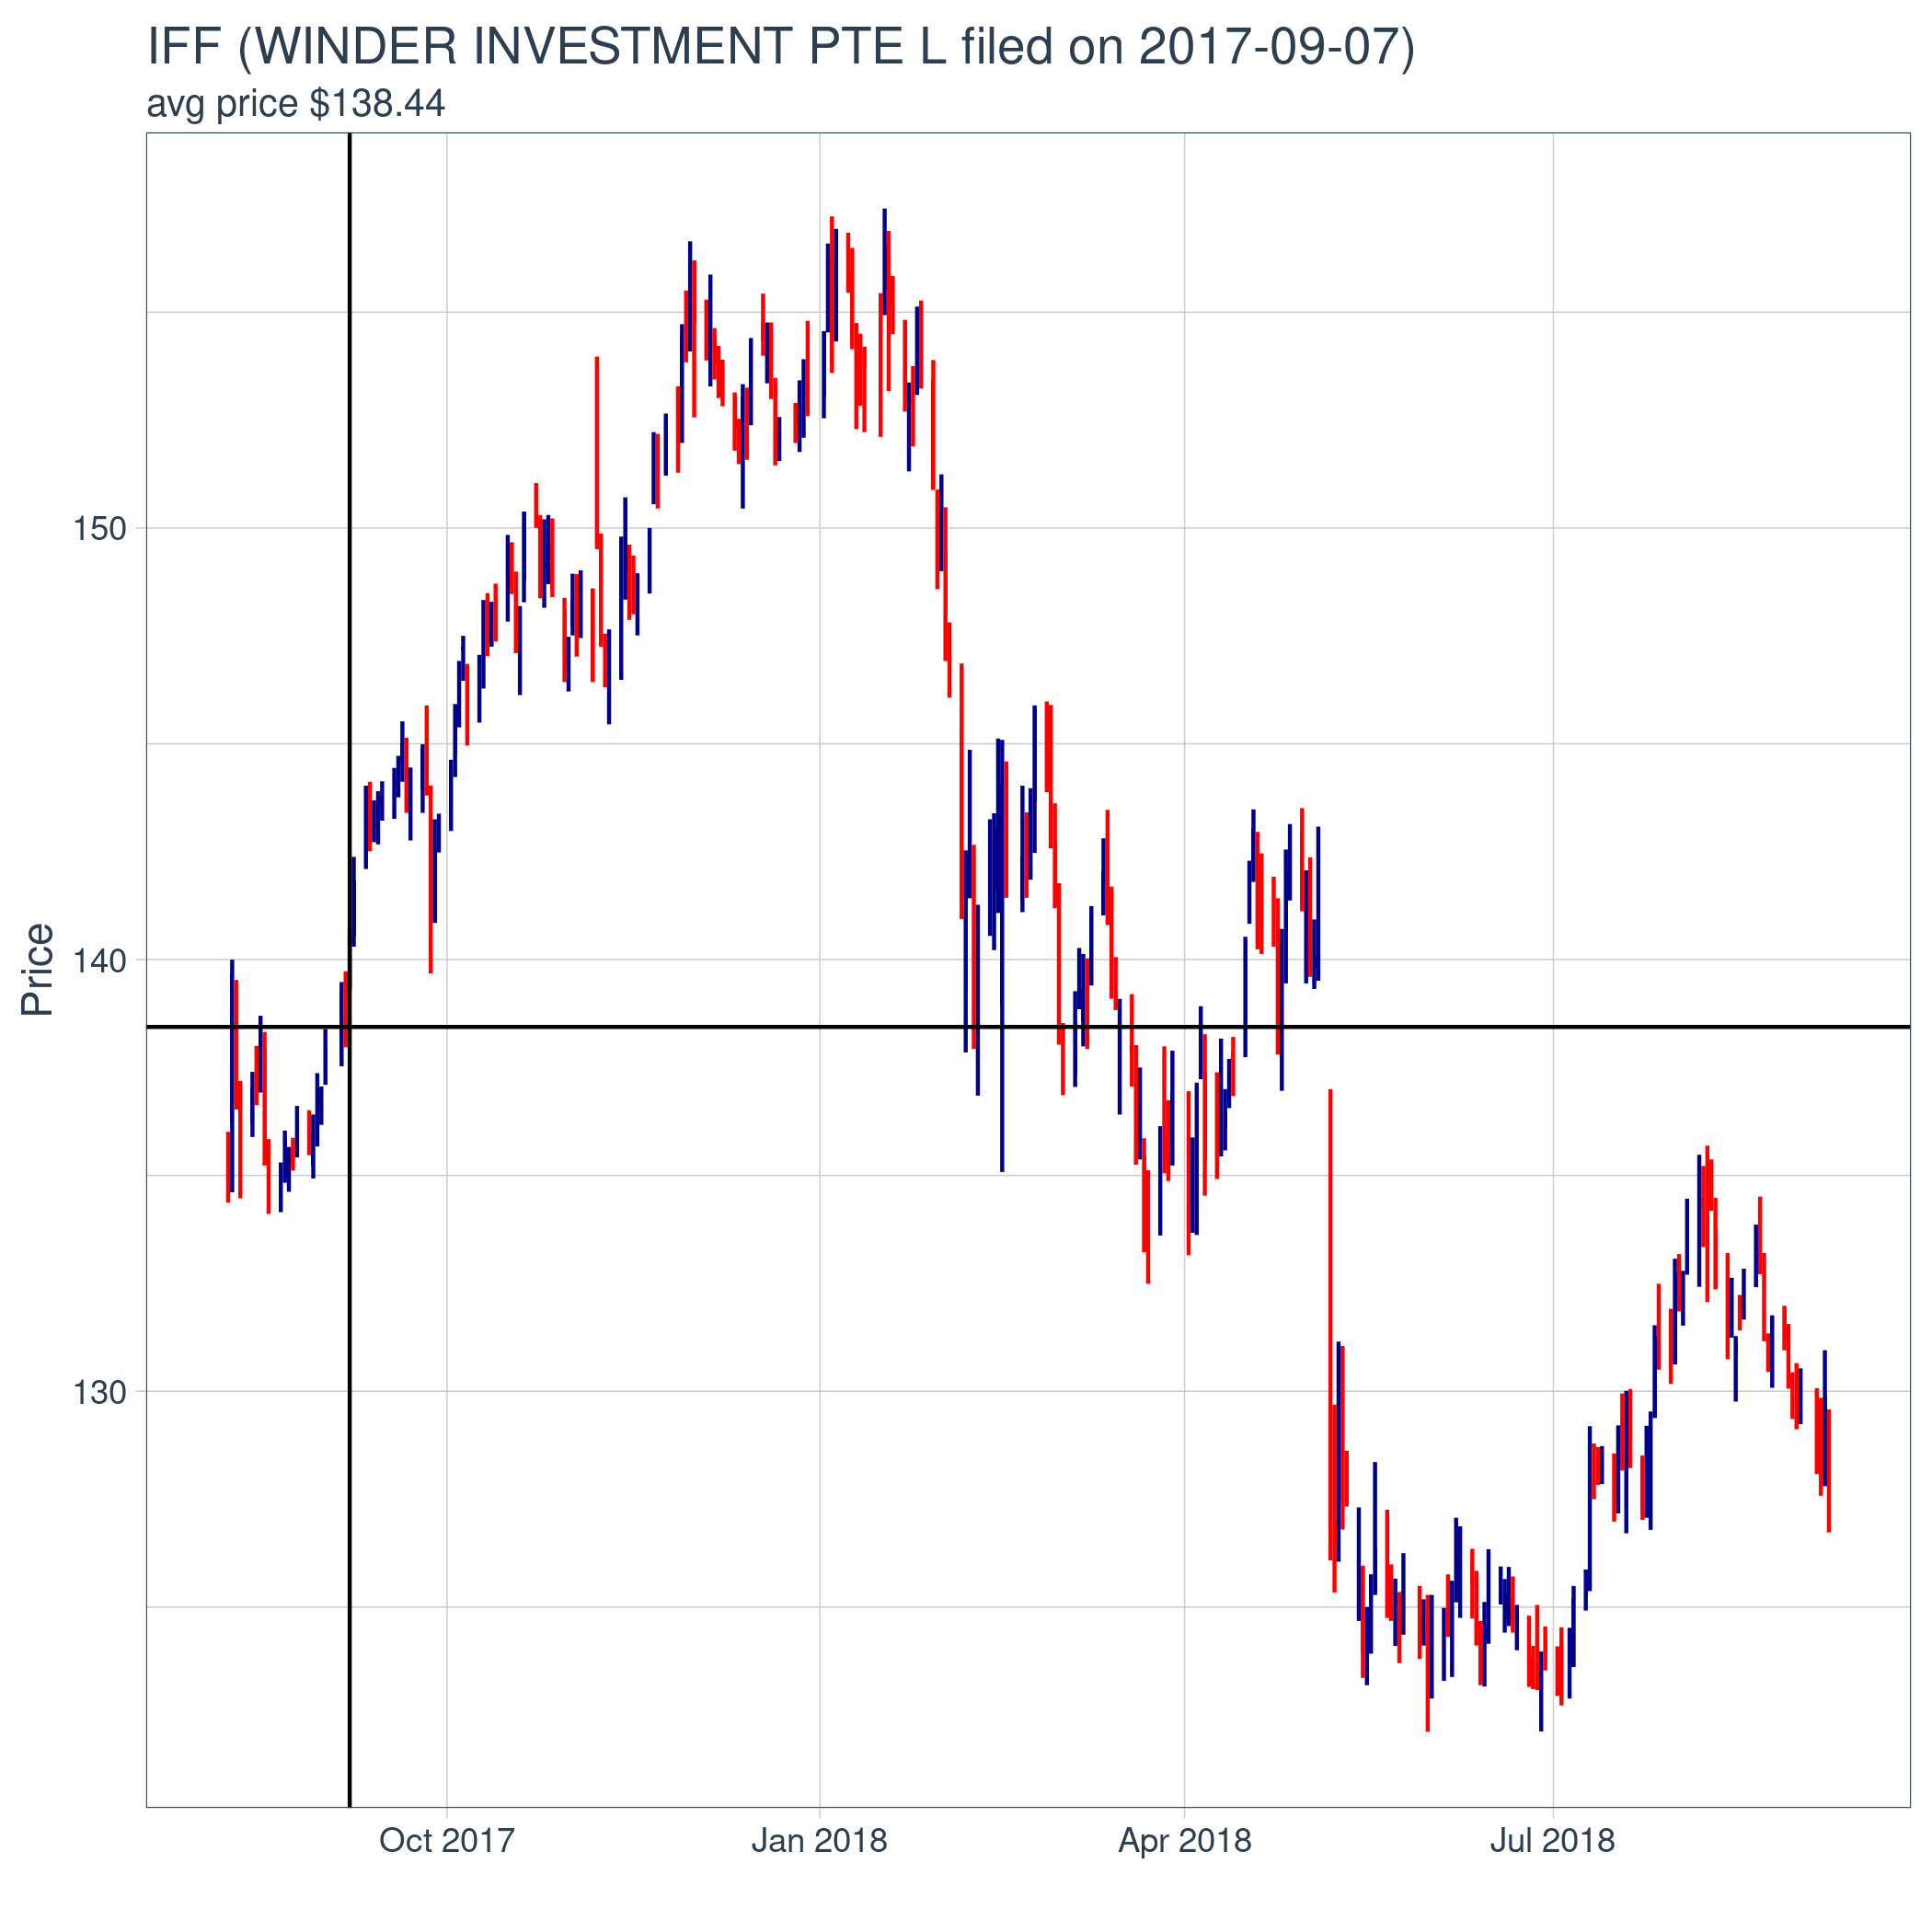 IFF (WINDER INVESTMENT PTE L filed on 2017-09-07)
avg price $138.44
Price
150
140
130
Oct 2017
Jan 2018
Apr 2018
Jul 2018